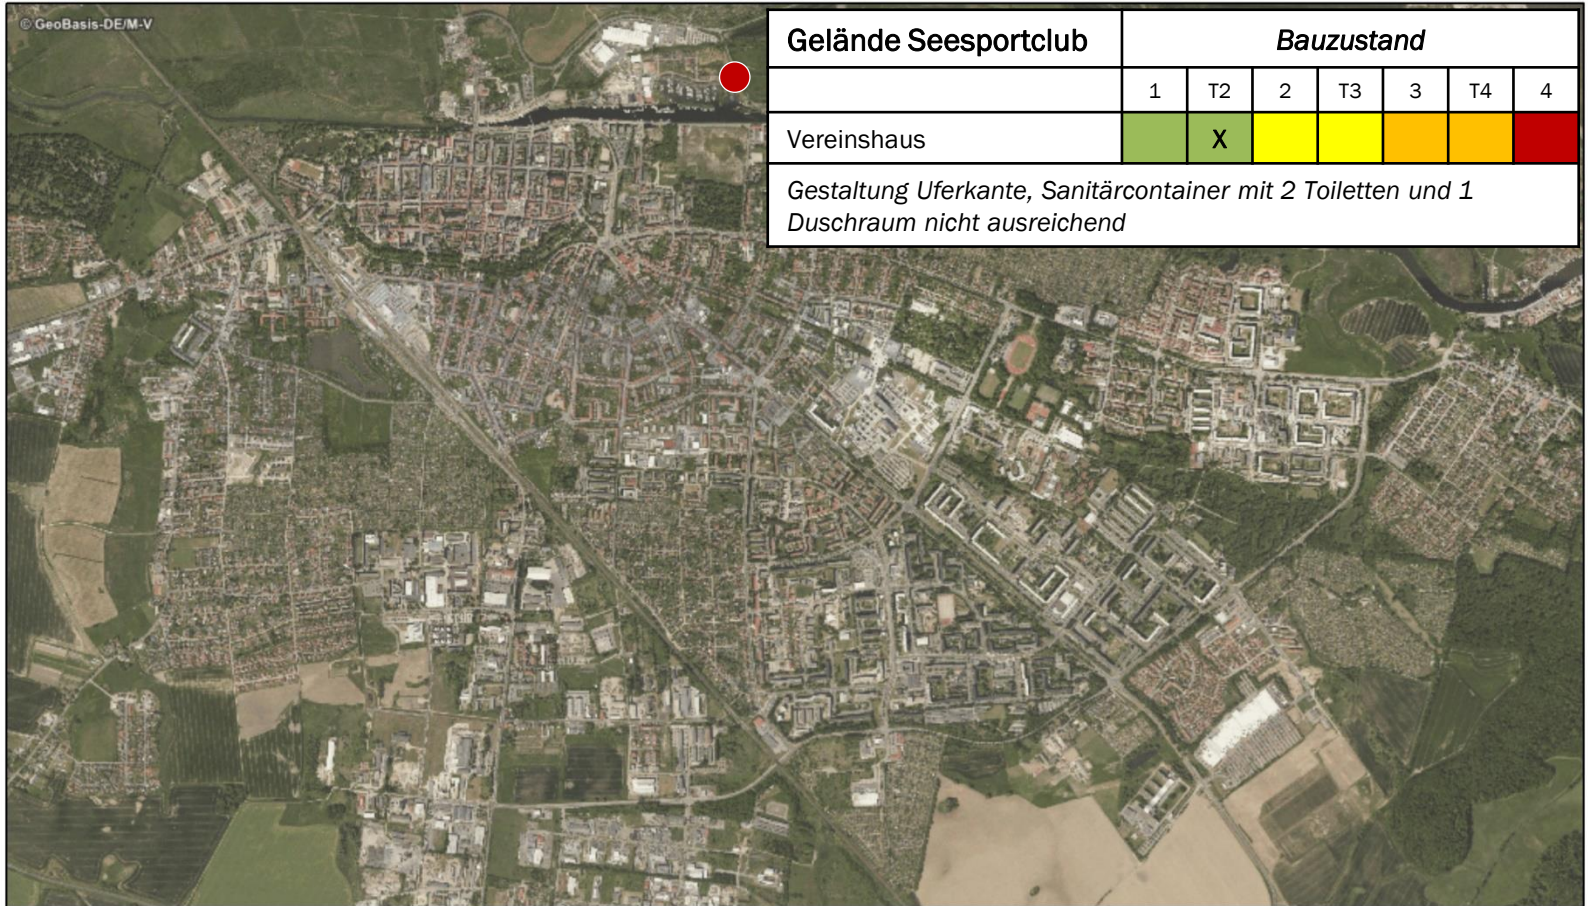 © GeoBasis-DE/M-V
Gelände Seesportclub Bauzustand
1 T2 2 T3 3 T4 4
Vereinshaus X
Gestaltung Uferkante, Sanitärcontainer mit 2 Toiletten und 1
Duschraum nicht ausreichend